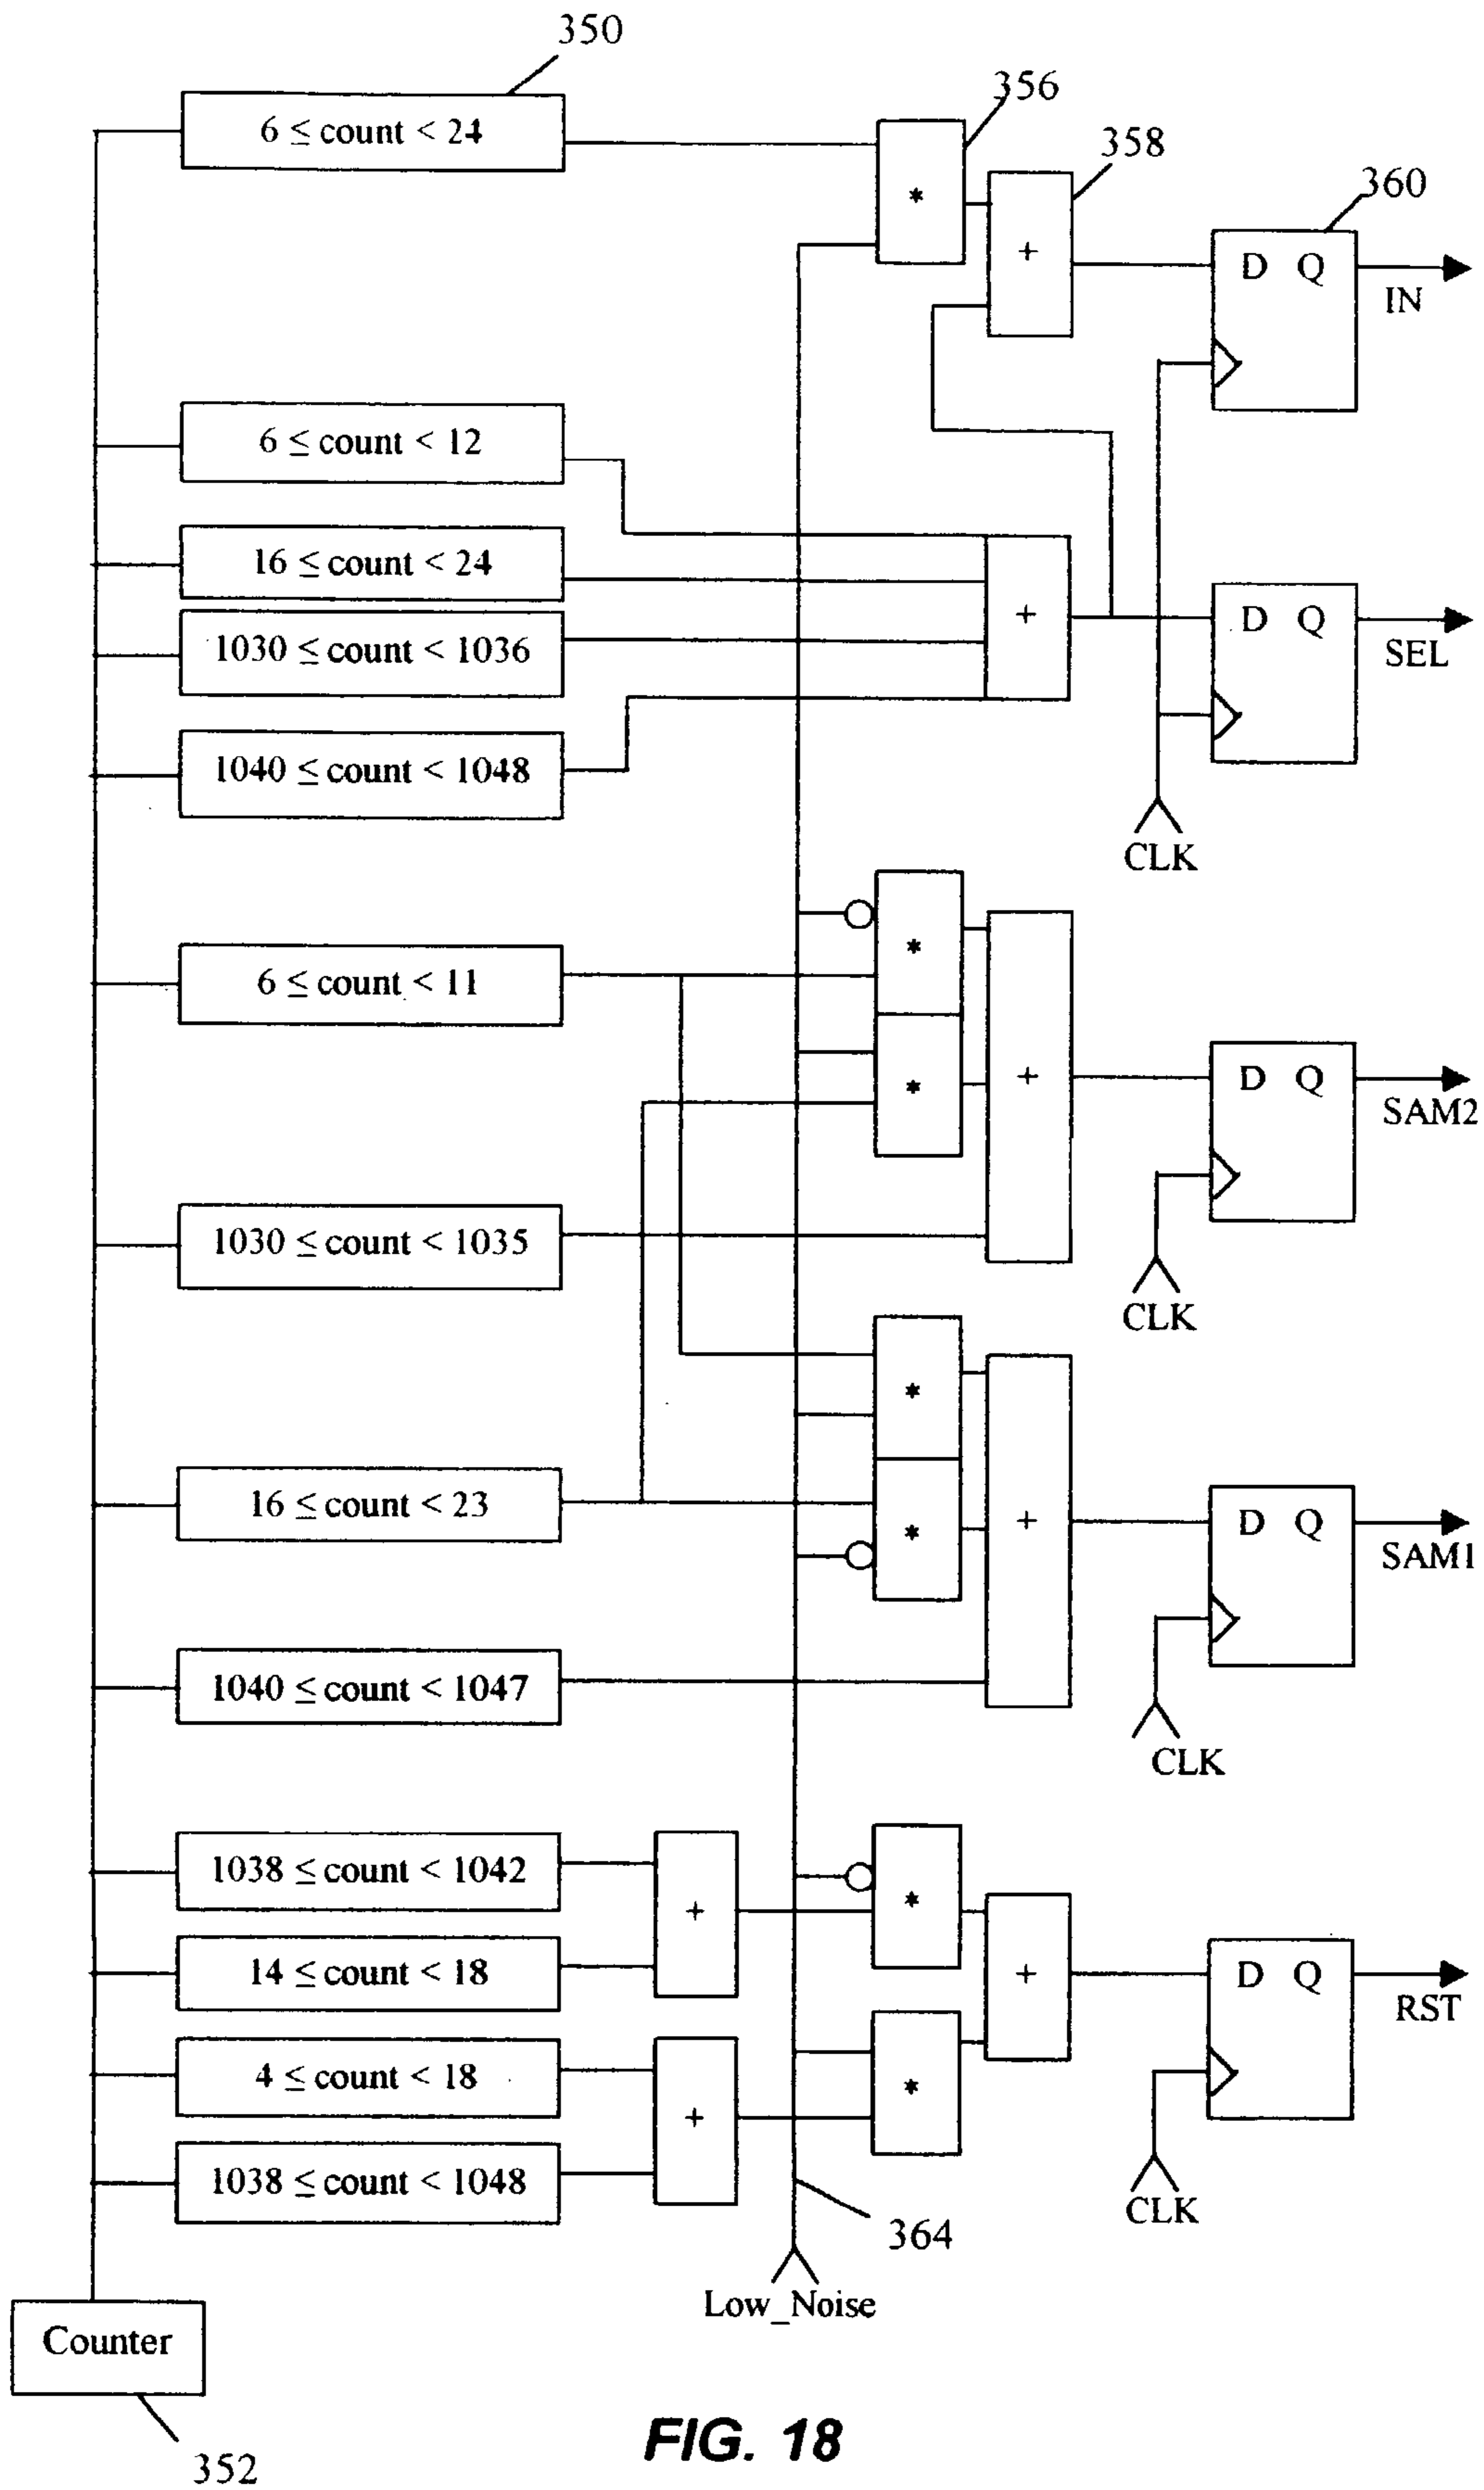 350
356
6 ≤ count < 24
358
*
360
+
D Q
IN
6 ≤ count < 12
16 ≤ count < 24
+
D Q
1030 ≤ count < 1036
SEL
1040 ≤ count < 1048
CLK
*
6 ≤ count < 11
+
D Q
*
SAM2
1030 ≤ count < 1035
CLK
*
16 ≤ count < 23
+
D Q
*
SAM1
1040 ≤ count < 1047
CLK
1038 ≤ count < 1042
*
+
14 ≤ count < 18
+
D Q
RST
4 ≤ count < 18
*
+
1038 ≤ count < 1048
CLK
364
Low_Noise
Counter
FIG. 18
352